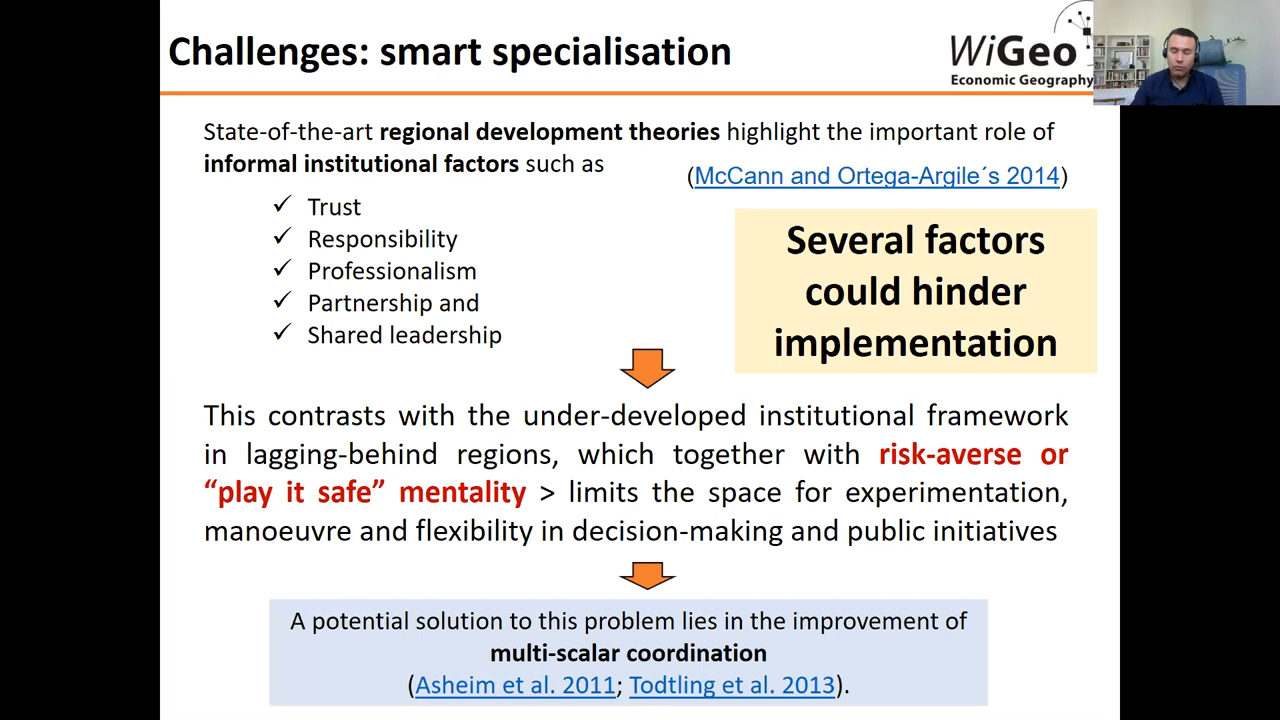 Challenges: smart specialisation
WiGeo
Economic Geography
State-of-the-art regional development theories highlight the important role of
informal institutional factors such as
(McCann and Ortega-Argile´s 2014)
✓ Trust
✓ Responsibility
✓ Professionalism
✓ Partnership and
✓ Shared leadership
Several factors
could hinder
implementation
This contrasts with the under-developed institutional framework
in lagging-behind regions, which together with risk-averse or
“play it safe” mentality > limits the space for experimentation,
manoeuvre and flexibility in decision-making and public initiatives
A potential solution to this problem lies in the improvement of
multi-scalar coordination
(Asheim et al. 2011; Todtling et al. 2013).